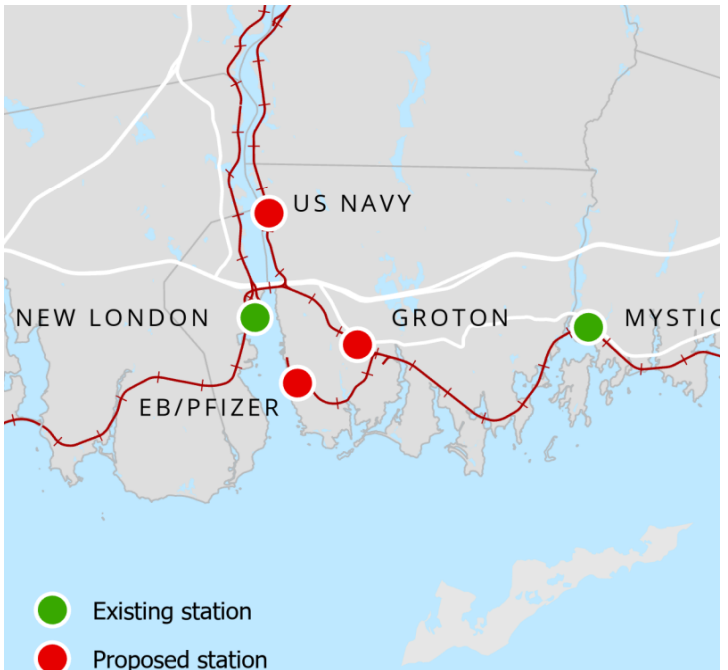 US NAVY
NEW LONDON
GROTON
MYSTIC
EB/PFIZER
Existing station
Proposed station